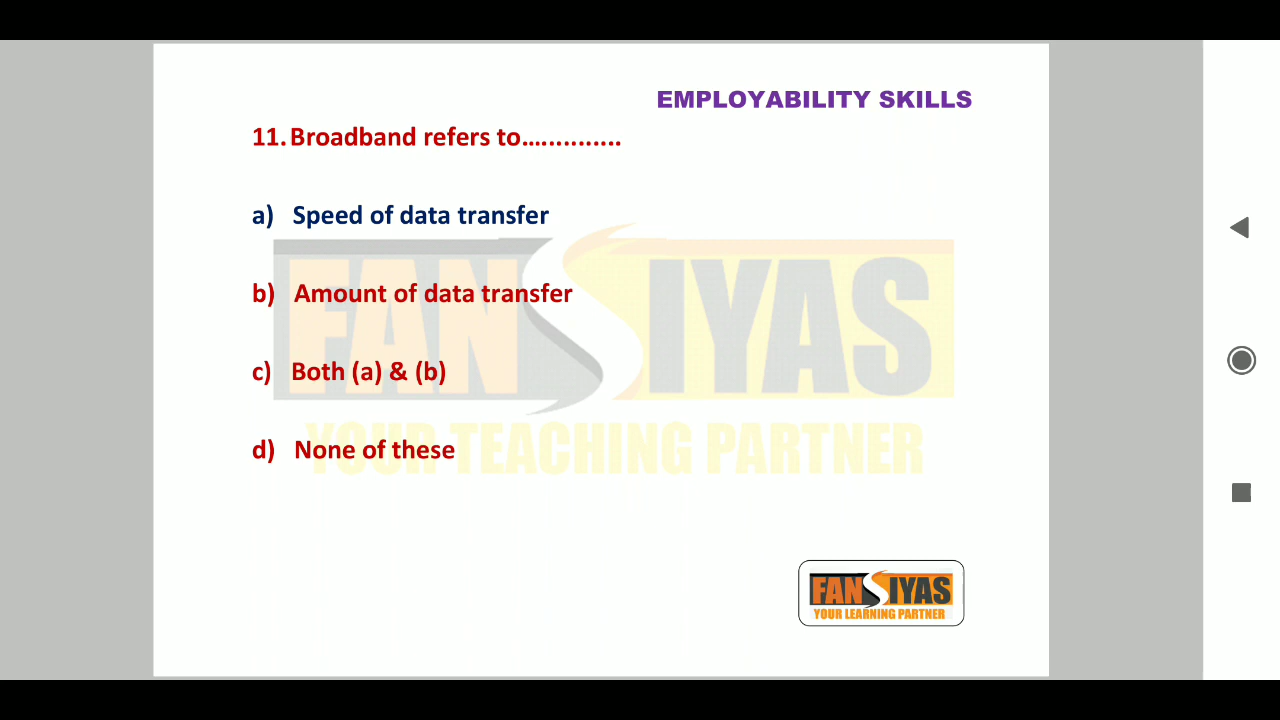 EMPLOYABILITY SKILLS
11. Broadband refers to..............
a) Speed of data transfer
b) Amount of data transfer
c) Both (a) & (b)
d) None of these
FANSIYAS
YOUR TEACHING PARTNER
FANSIYAS
YOUR LEARNING PARTNER